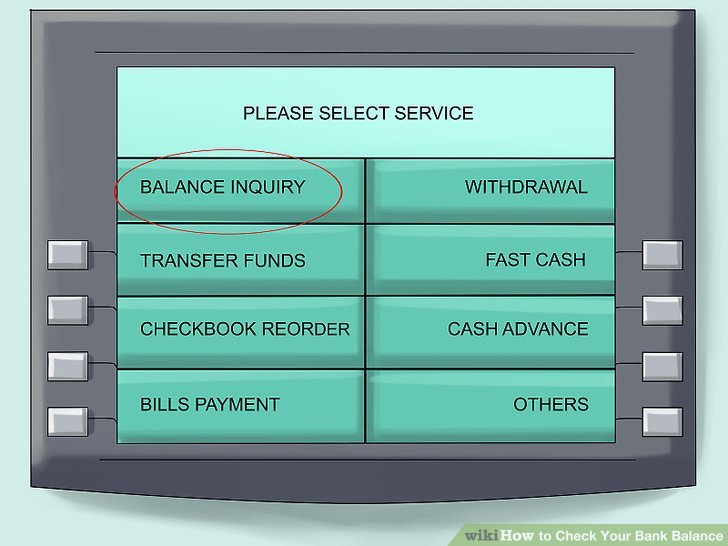 PLEASE SELECT SERVICE
BALANCE INQUIRY
WITHDRAWAL
TRANSFER FUNDS
FAST CASH
CHECKBOOK REORDER
CASH ADVANCE
BILLS PAYMENT
OTHERS
wikiHow to Check Your Bank Balance